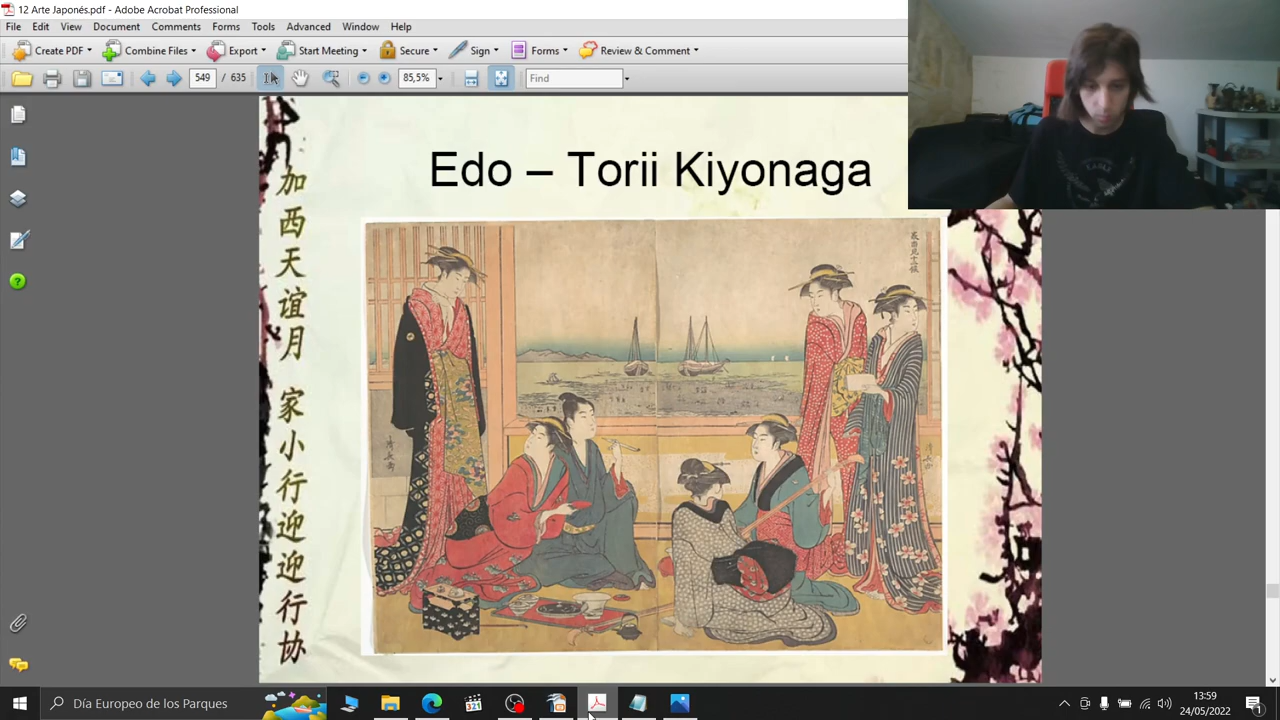 12 Arte Japonés.pdf - Adobe Acrobat Professional
File Edit View Document Comments Forms Tools Advanced Window Help
Create PDF Combine Files Export Start Meeting Secure Sign Forms Review & Comment
549 / 635 85,5% Find
Edo – Torii Kiyonaga
加西天谊月 家小行迎迎行协
Día Europeo de los Parques
321
13:59
24/05/2022
1